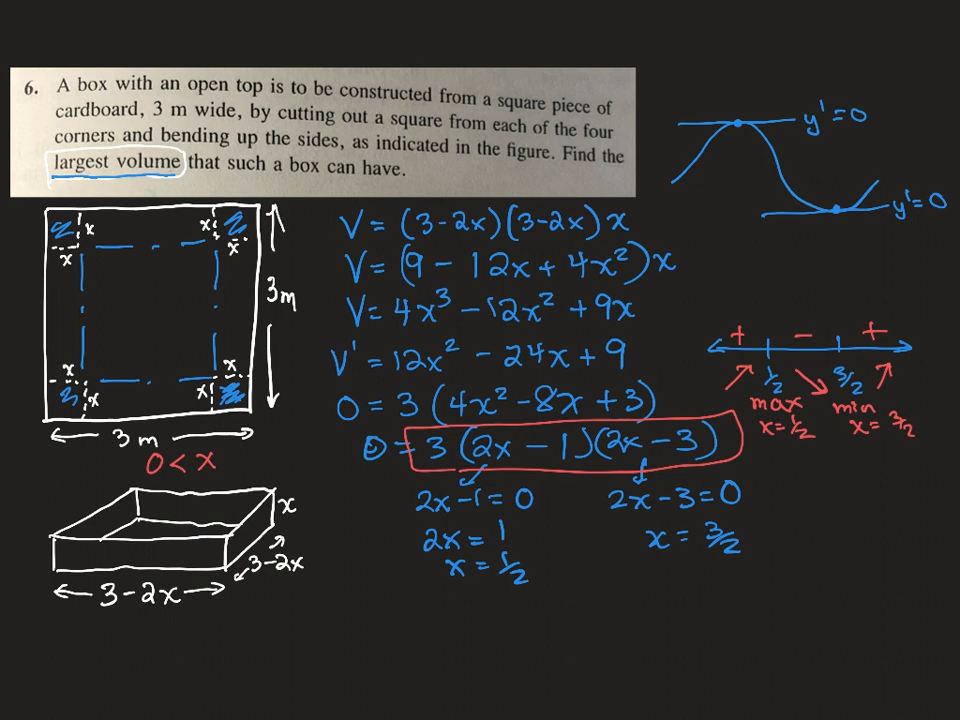 6. A box with an open top is to be constructed from a square piece of
cardboard, 3 m wide, by cutting out a square from each of the four
corners and bending up the sides, as indicated in the figure. Find the
largest volume that such a box can have.
x x
x x
3m
x x
x x
3 m
0 < x
x
3-2x
3-2x
V = (3-2x)(3-2x)x
V = (9 - 12x + 4x²)x
V = 4x³ - 12x² + 9x
V' = 12x² - 24x + 9
0 = 3 (4x² - 8x + 3)
0 = 3 (2x - 1)(2x - 3)
2x - 1 = 0
2x = 1
x = 1/2
2x - 3 = 0
x = 3/2
y' = 0
y' = 0
+ - +
1/2 3/2
max min
x = 1/2 x = 3/2